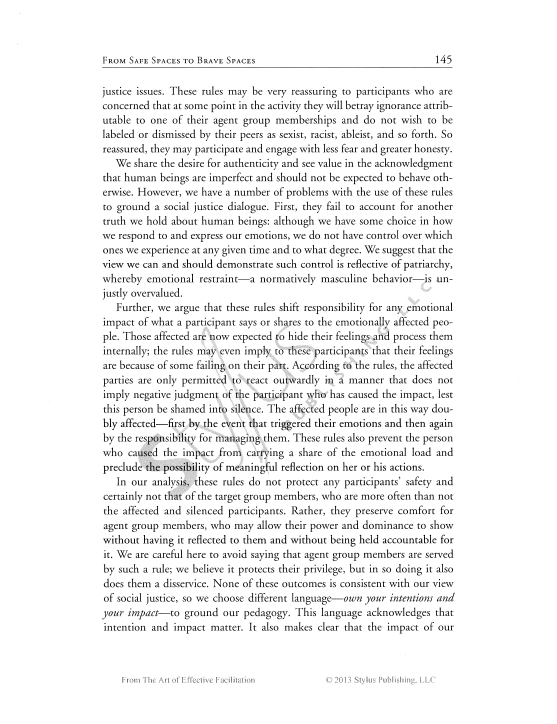 FROM SAFE SPACES TO BRAVE SPACES 145
justice issues. These rules may be very reassuring to participants who are
concerned that at some point in the activity they will betray ignorance attrib-
utable to one of their agent group memberships and do not wish to be
labeled or dismissed by their peers as sexist, racist, ableist, and so forth. So
reassured, they may participate and engage with less fear and greater honesty.
We share the desire for authenticity and see value in the acknowledgment
that human beings are imperfect and should not be expected to behave oth-
erwise. However, we have a number of problems with the use of these rules
to ground a social justice dialogue. First, they fail to account for another
truth we hold about human beings: although we have some choice in how
we respond to and express our emotions, we do not have control over which
ones we experience at any given time and to what degree. We suggest that the
view we can and should demonstrate such control is reflective of patriarchy,
whereby emotional restraint—a normatively masculine behavior—is un-
justly overvalued.
Further, we argue that these rules shift responsibility for any emotional
impact of what a participant says or shares to the emotionally affected peo-
ple. Those affected are now expected to hide their feelings and process them
internally; the rules may even imply to these participants that their feelings
are because of some failing on their part. According to the rules, the affected
parties are only permitted to react outwardly in a manner that does not
imply negative judgment of the participant who has caused the impact, lest
this person be shamed into silence. The affected people are in this way dou-
bly affected—first by the event that triggered their emotions and then again
by the responsibility for managing them. These rules also prevent the person
who caused the impact from carrying a share of the emotional load and
preclude the possibility of meaningful reflection on her or his actions.
In our analysis, these rules do not protect any participants' safety and
certainly not that of the target group members, who are more often than not
the affected and silenced participants. Rather, they preserve comfort for
agent group members, who may allow their power and dominance to show
without having it reflected to them and without being held accountable for
it. We are careful here to avoid saying that agent group members are served
by such a rule; we believe it protects their privilege, but in so doing it also
does them a disservice. None of these outcomes is consistent with our view
of social justice, so we choose different language—own your intentions and
your impact—to ground our pedagogy. This language acknowledges that
intention and impact matter. It also makes clear that the impact of our
Stylus
PUBLISHING, LLC
From The Art of Effective Facilitation © 2013 Stylus Publishing, LLC